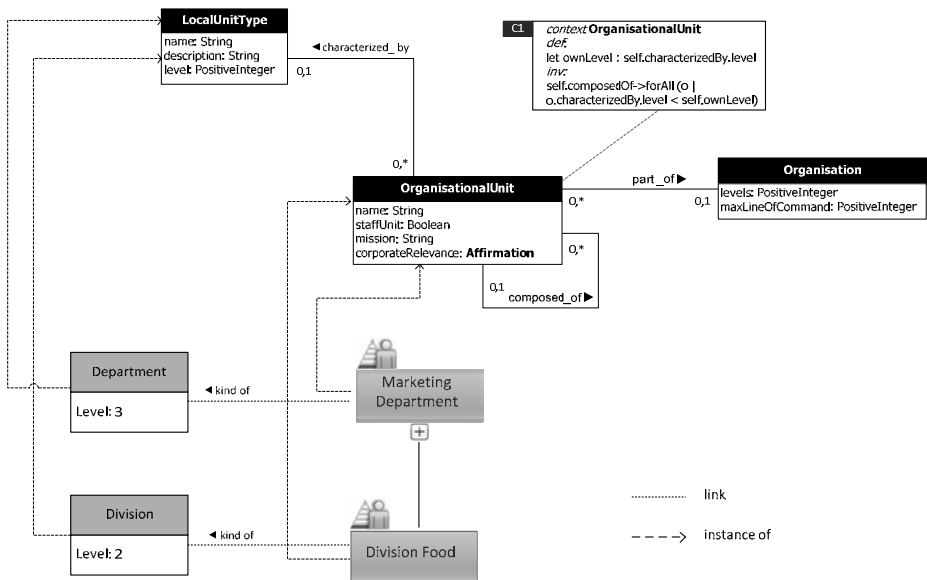 LocalUnitType
name: String
description: String
level: PositiveInteger
◄ characterized_ by
0,1
0,*
C1
context OrganisationalUnit
def:
let ownLevel : self.characterizedBy.level
inv:
self.composedOf->forAll (o |
o.characterizedBy.level < self.ownLevel)
OrganisationalUnit
name: String
staffUnit: Boolean
mission: String
corporateRelevance: Affirmation
part _of ►
0,*
0,1
Organisation
levels: PositiveInteger
maxLineOfCommand: PositiveInteger
0,*
0,1
composed_of ►
Department
Level: 3
◄ kind of
Marketing
Department
+
Division
Level: 2
◄ kind of
Division Food
link
instance of